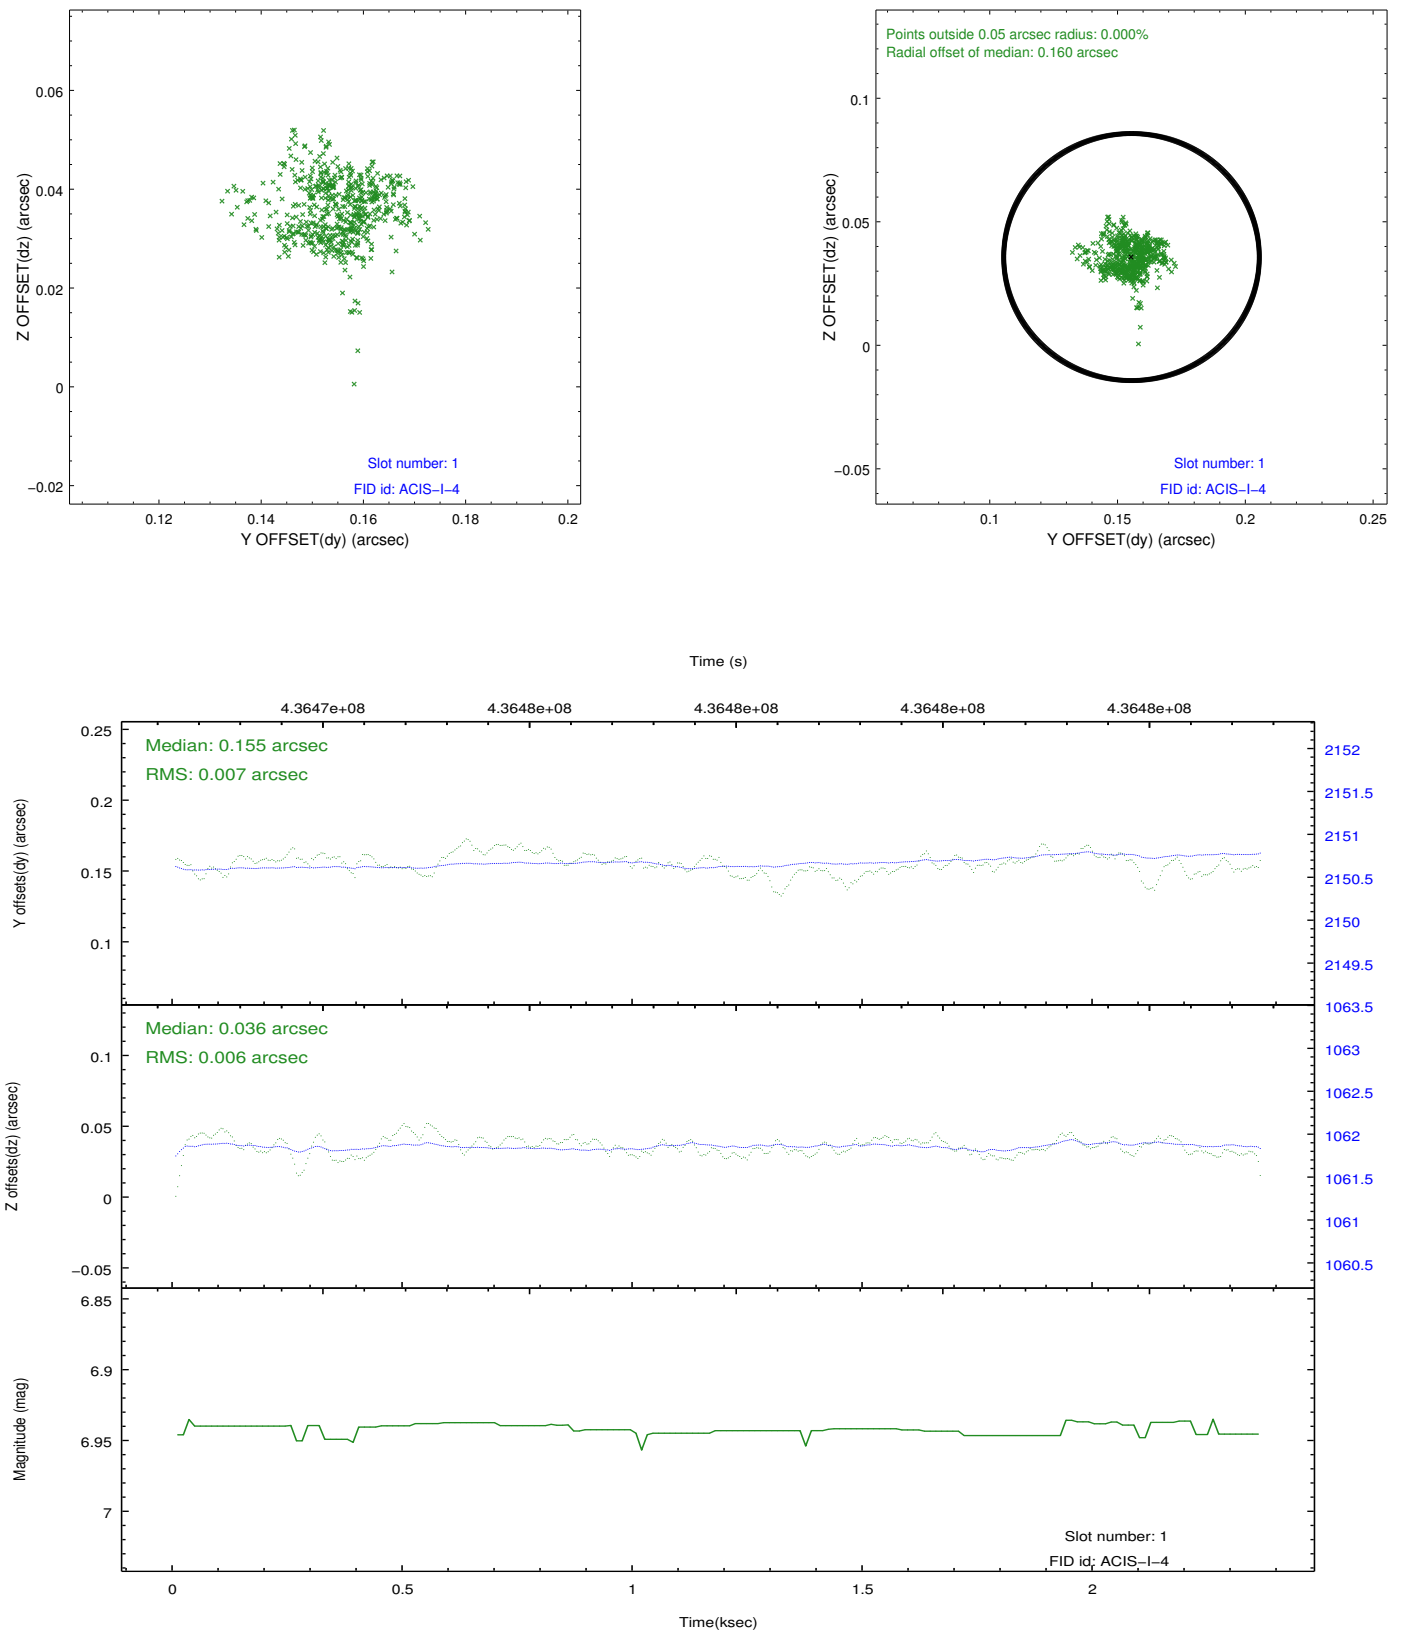 0.06
0.04
0.02
0
−0.02
Z OFFSET(dz) (arcsec)
Slot number: 1
FID id: ACIS−I−4
0.12 0.14 0.16 0.18 0.2
Y OFFSET(dy) (arcsec)
Points outside 0.05 arcsec radius: 0.000%
Radial offset of median: 0.160 arcsec
0.1
0.05
0
−0.05
Z OFFSET(dz) (arcsec)
Slot number: 1
FID id: ACIS−I−4
0.1 0.15 0.2 0.25
Y OFFSET(dy) (arcsec)
Time (s)
4.3647e+08 4.3648e+08 4.3648e+08 4.3648e+08 4.3648e+08
Median: 0.155 arcsec
RMS: 0.007 arcsec
0.25
0.2
0.15
0.1
Y offsets(dy) (arcsec)
2152
2151.5
2151
2150.5
2150
2149.5
Median: 0.036 arcsec
RMS: 0.006 arcsec
0.1
0.05
0
−0.05
Z offsets(dz) (arcsec)
1063.5
1063
1062.5
1062
1061.5
1061
1060.5
6.85
6.9
6.95
7
Magnitude (mag)
Slot number: 1
FID id: ACIS−I−4
0 0.5 1 1.5 2
Time(ksec)